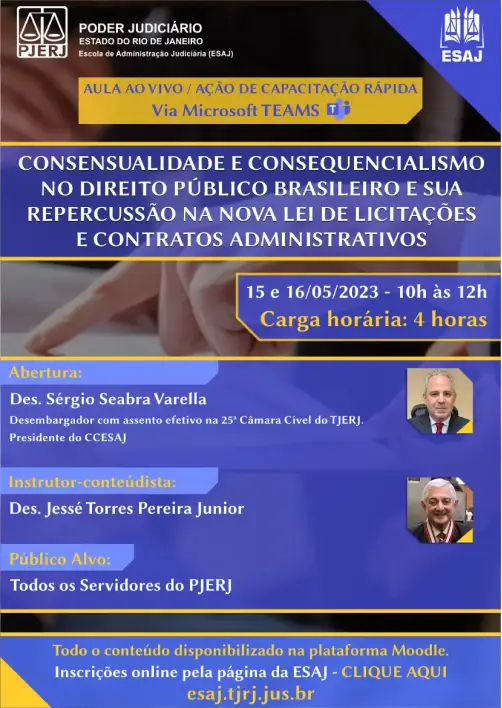 PJERJ
PODER JUDICIÁRIO
ESTADO DO RIO DE JANEIRO
Escola de Administração Judiciária (ESAJ)
ESAJ
AULA AO VIVO / AÇÃO DE CAPACITAÇÃO RÁPIDA
Via Microsoft TEAMS
CONSENSUALIDADE E CONSEQUENCIALISMO
NO DIREITO PÚBLICO BRASILEIRO E SUA
REPERCUSSÃO NA NOVA LEI DE LICITAÇÕES
E CONTRATOS ADMINISTRATIVOS
15 e 16/05/2023 - 10h às 12h
Carga horária: 4 horas
Abertura:
Des. Sérgio Seabra Varella
Desembargador com assento efetivo na 25ª Câmara Cível do TJERJ.
Presidente do CCESAJ
Instrutor-conteúdista:
Des. Jessé Torres Pereira Junior
Público Alvo:
Todos os Servidores do PJERJ
Todo o conteúdo disponibilizado na plataforma Moodle.
Inscrições online pela página da ESAJ - CLIQUE AQUI
esaj.tjrj.jus.br